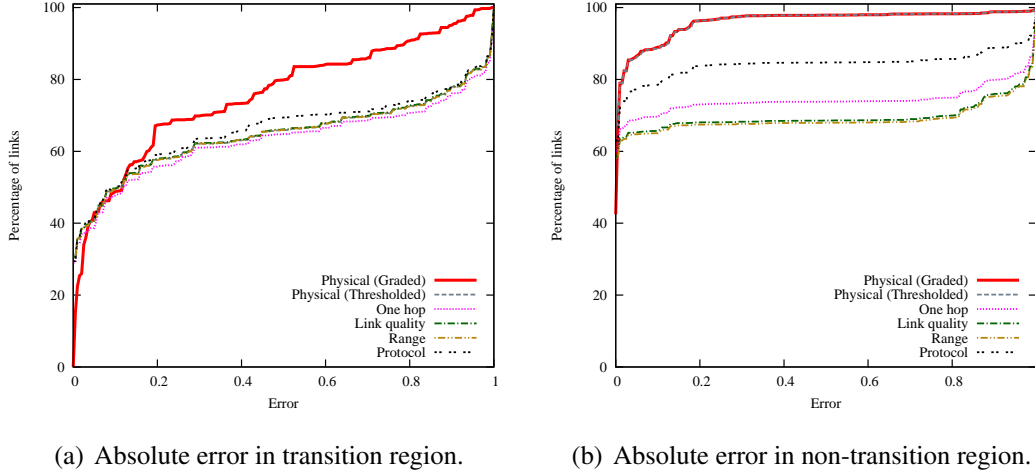 100
80
60
40
20
0
Percentage of links
0 0.2 0.4 0.6 0.8 1
Error
Physical (Graded)
Physical (Thresholded)
One hop
Link quality
Range
Protocol
(a) Absolute error in transition region.
100
80
60
40
20
0
Percentage of links
0 0.2 0.4 0.6 0.8
Error
Physical (Graded)
Physical (Thresholded)
One hop
Link quality
Range
Protocol
(b) Absolute error in non-transition region.